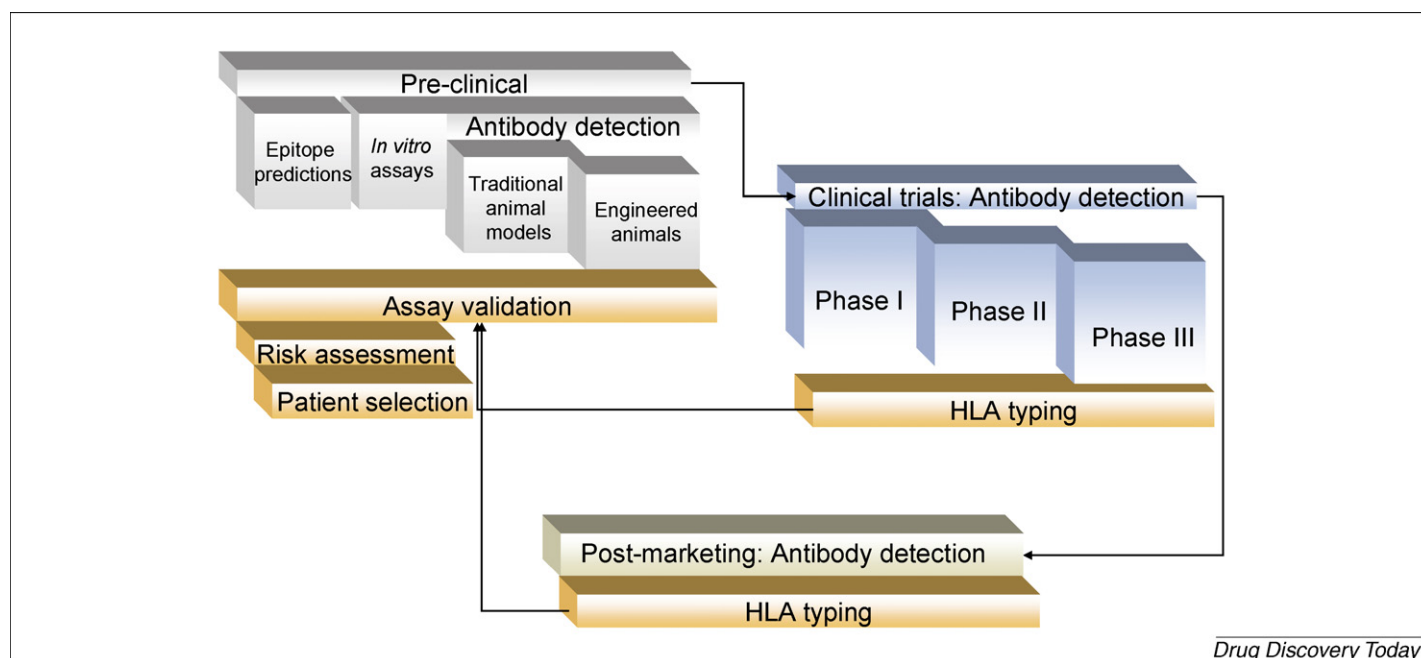 Pre-clinical
Epitope
predictions
In vitro
assays
Antibody detection
Traditional
animal
models
Engineered
animals
Assay validation
Risk assessment
Patient selection
Clinical trials: Antibody detection
Phase I
Phase II
Phase III
HLA typing
Post-marketing: Antibody detection
HLA typing
Drug Discovery Today